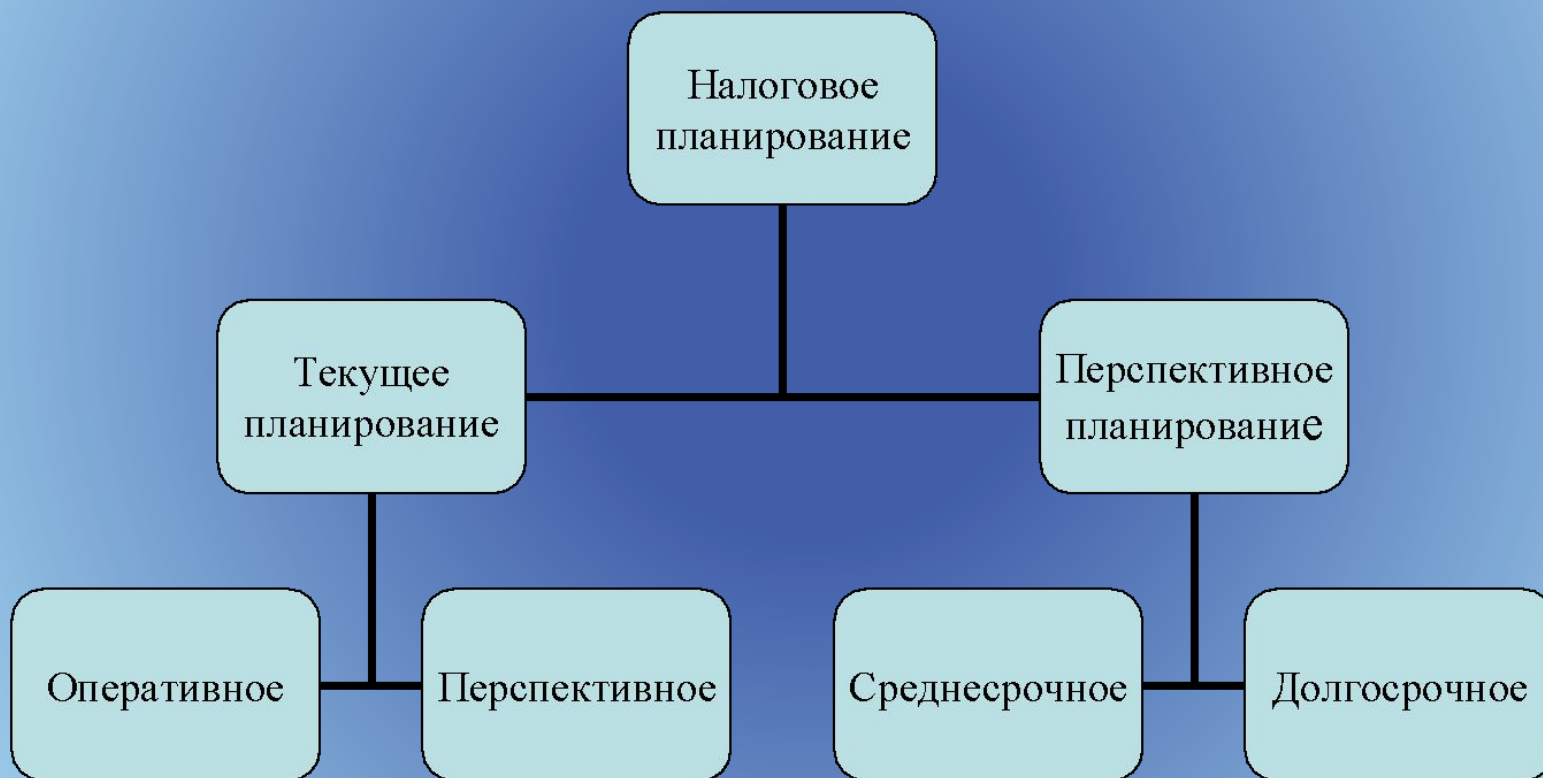 Налоговое
планирование
Текущее
планирование
Перспективное
планирование
Оперативное
Перспективное
Среднесрочное
Долгосрочное